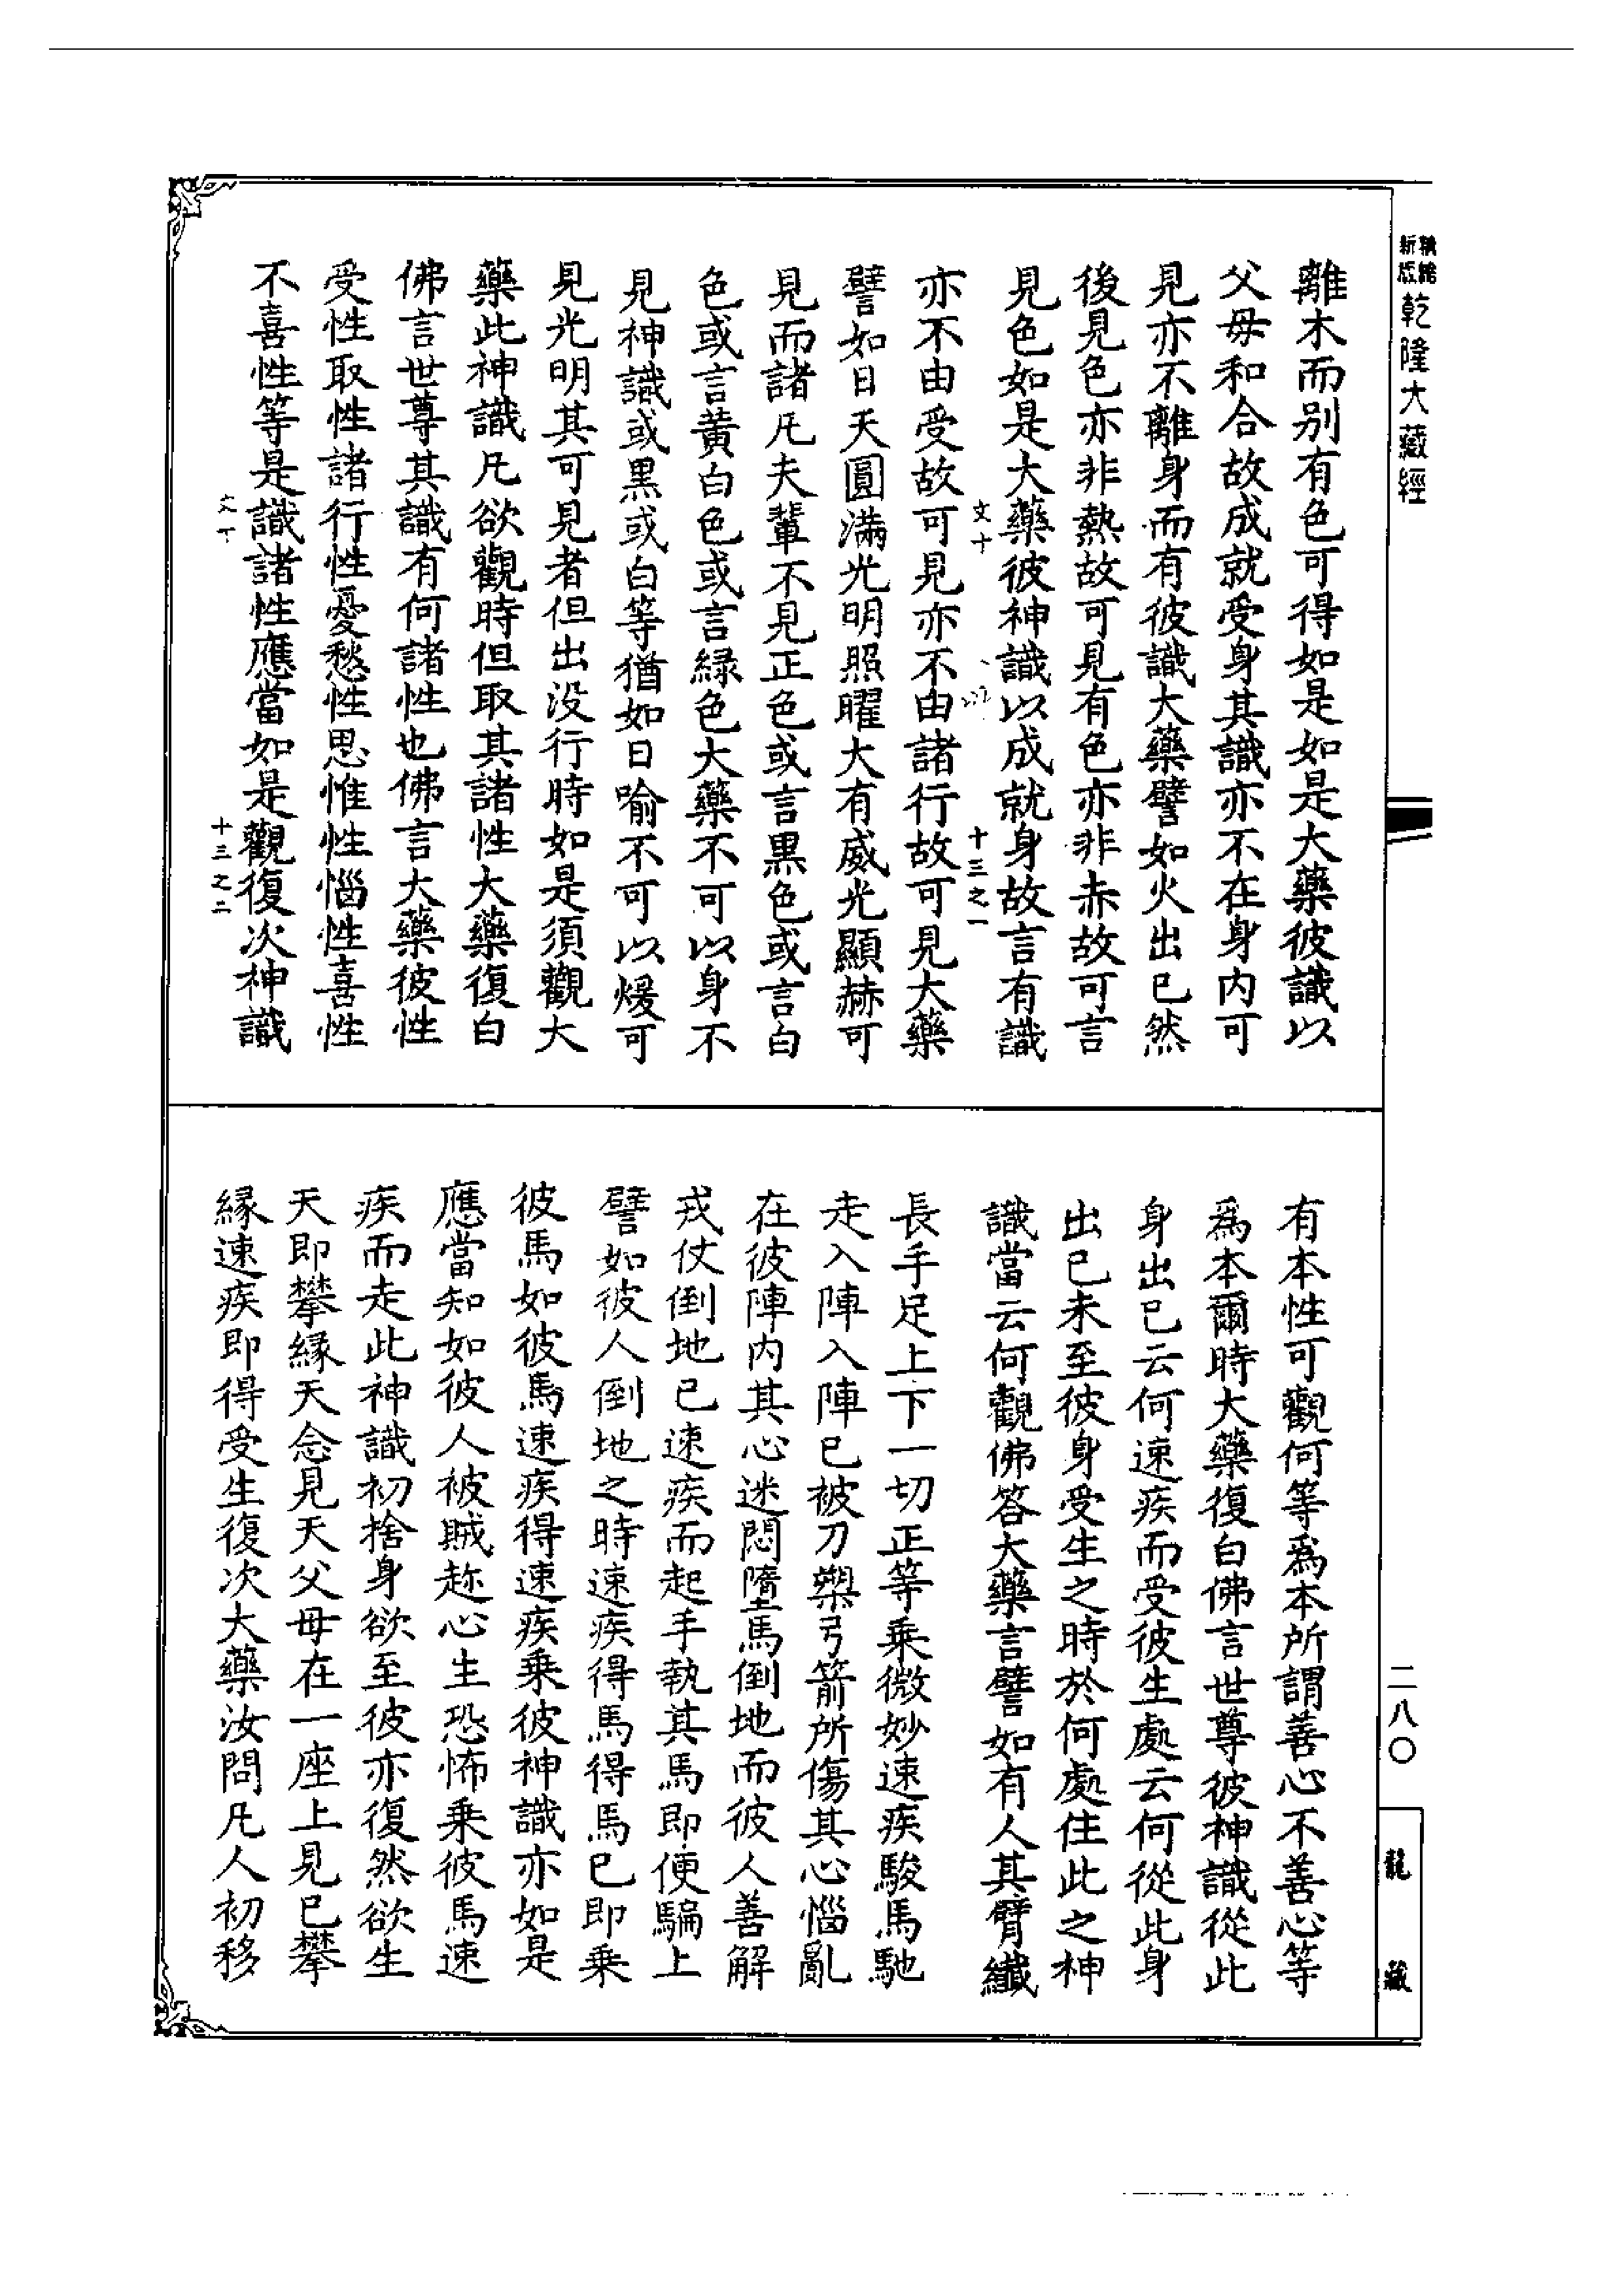 乾隆大藏經
離木而别有色可得如是如是大藥彼識以
父毋和合故成就受身其識亦不在身内可
見亦不離身而有彼識大藥譬如火出已然
後見色亦非熱故可見有色亦非赤故可言
見色如是大藥彼神識以成就身故言有識
十三之一
亦不由受故可見亦不由諸行故可見大藥
譬如日天圓滿光明照曜大有威光顯赫可
見而諸凡夫輩不見正色或言黒色或言白
色或言黄白色或言緑色大藥不可以身不
見神識或黒或白等猶如日喻不可以煖可
見光明其可見者但出没行時如是須觀大
藥此神識凡欲觀時但取其諸性大藥復白
佛言世尊其識有何諸性也佛言大藥彼性
受性取性諸行性憂愁性思惟性惱性喜性
不喜性等是識諸性應當如是觀復次神識
十三之二
有本性可觀何等爲本所謂善心不善心等
爲本爾時大藥復白佛言世尊彼神識從此
身出已云何速疾而受彼生處云何從此身
出已未至彼身受生之時於何處住此之神
識當云何觀佛答大藥言譬如有人其臂纖
長手足上下一切正等乘微妙速疾駿馬馳
走入陣入陣已被刀槊弓箭所傷其心惱亂
在彼陣内其心迷悶墮馬倒地而彼人善解
戎仗倒地已速疾而起手執其馬即便騙上
譬如彼人倒地之時速疾得馬得馬已即乗
彼馬如彼馬速疾得速疾乘彼神識亦如是
應當知如彼人被賊趂心生恐怖乘彼馬速
疾而走此神識初捨身欲至彼亦復然欲生
天即攀緣天念見天父母在一座上見已攀
緣速疾即得受生復次大藥汝問凡人初移
二八〇
龍藏